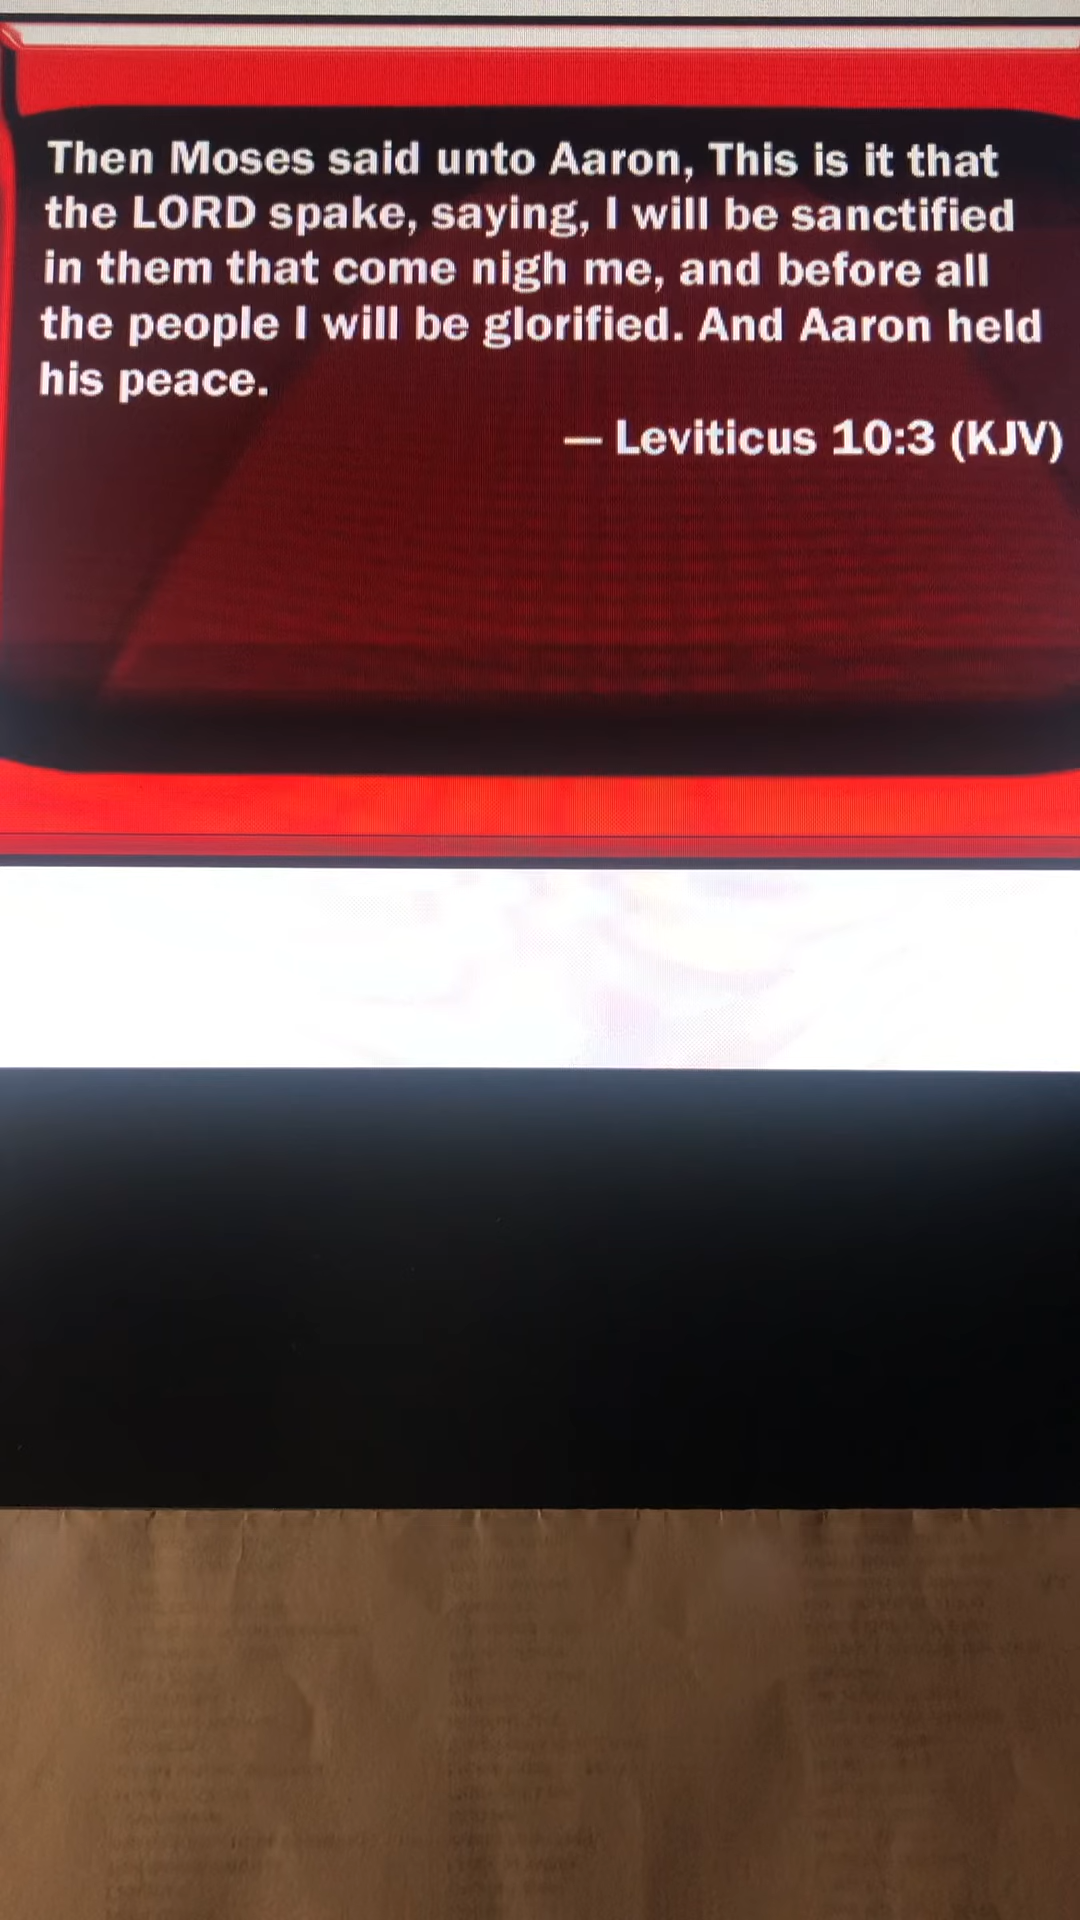 Then Moses said unto Aaron, This is it that
the LORD spake, saying, I will be sanctified
in them that come nigh me, and before all
the people I will be glorified. And Aaron held
his peace.
— Leviticus 10:3 (KJV)